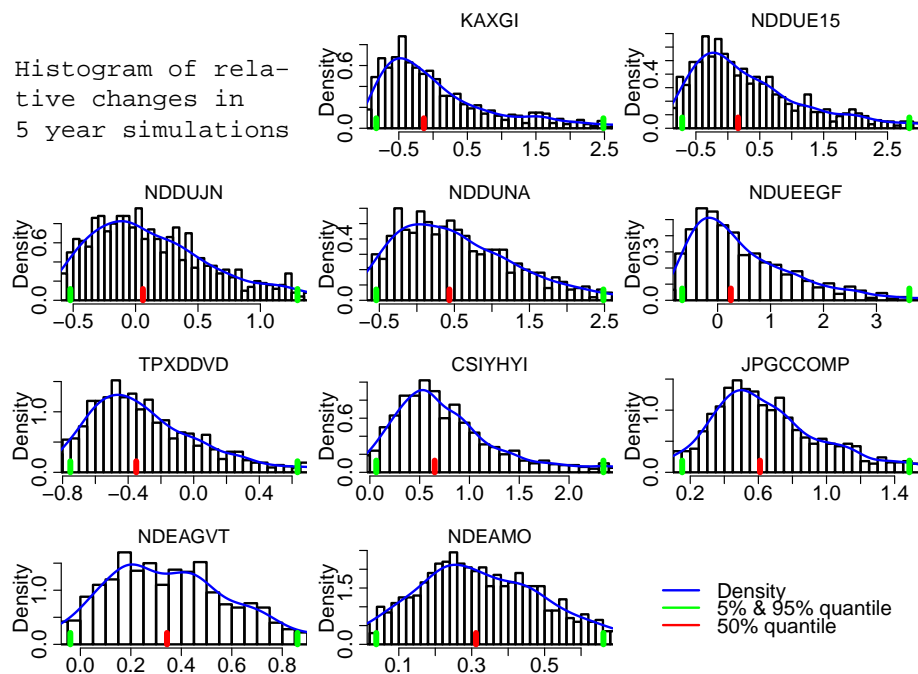 Histogram of rela-
tive changes in
5 year simulations
KAXGI
Density
0.0 0.6
−0.5 0.5 1.5 2.5
NDDUE15
Density
0.0 0.4
−0.5 0.5 1.5 2.5
NDDUJN
Density
0.0 0.6
−0.5 0.0 0.5 1.0
NDDUNA
Density
0.0 0.4
−0.5 0.5 1.5 2.5
NDUEEGF
Density
0.0 0.3
0 1 2 3
TPXDDVD
Density
0.0 1.0
−0.8 −0.4 0.0 0.4
CSIYHYI
Density
0.0 0.6
0.0 0.5 1.0 1.5 2.0
JPGCCOMP
Density
0.0 1.0
0.2 0.6 1.0 1.4
NDEAGVT
Density
0.0 1.0
0.0 0.2 0.4 0.6 0.8
NDEAMO
Density
0.0 1.5
0.1 0.3 0.5
Density
5% & 95% quantile
50% quantile